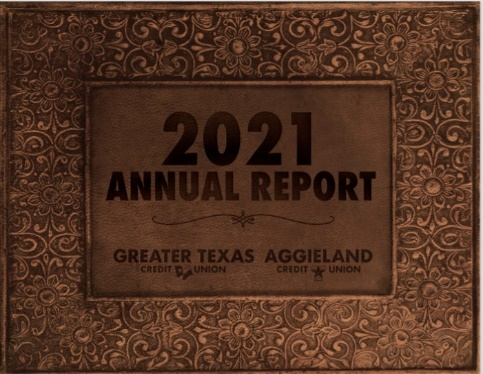 2021
ANNUAL REPORT
GREATER TEXAS AGGIELAND
CREDIT UNION CREDIT UNION